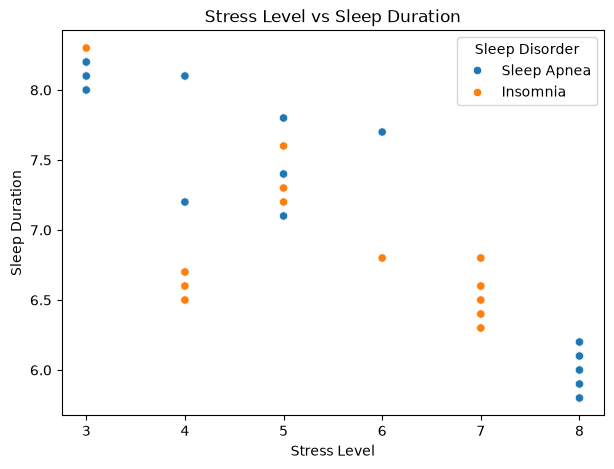 Stress Level vs Sleep Duration
Sleep Disorder
Sleep Apnea
Insomnia
Sleep Duration
8.0
7.5
7.0
6.5
6.0
3 4 5 6 7 8
Stress Level